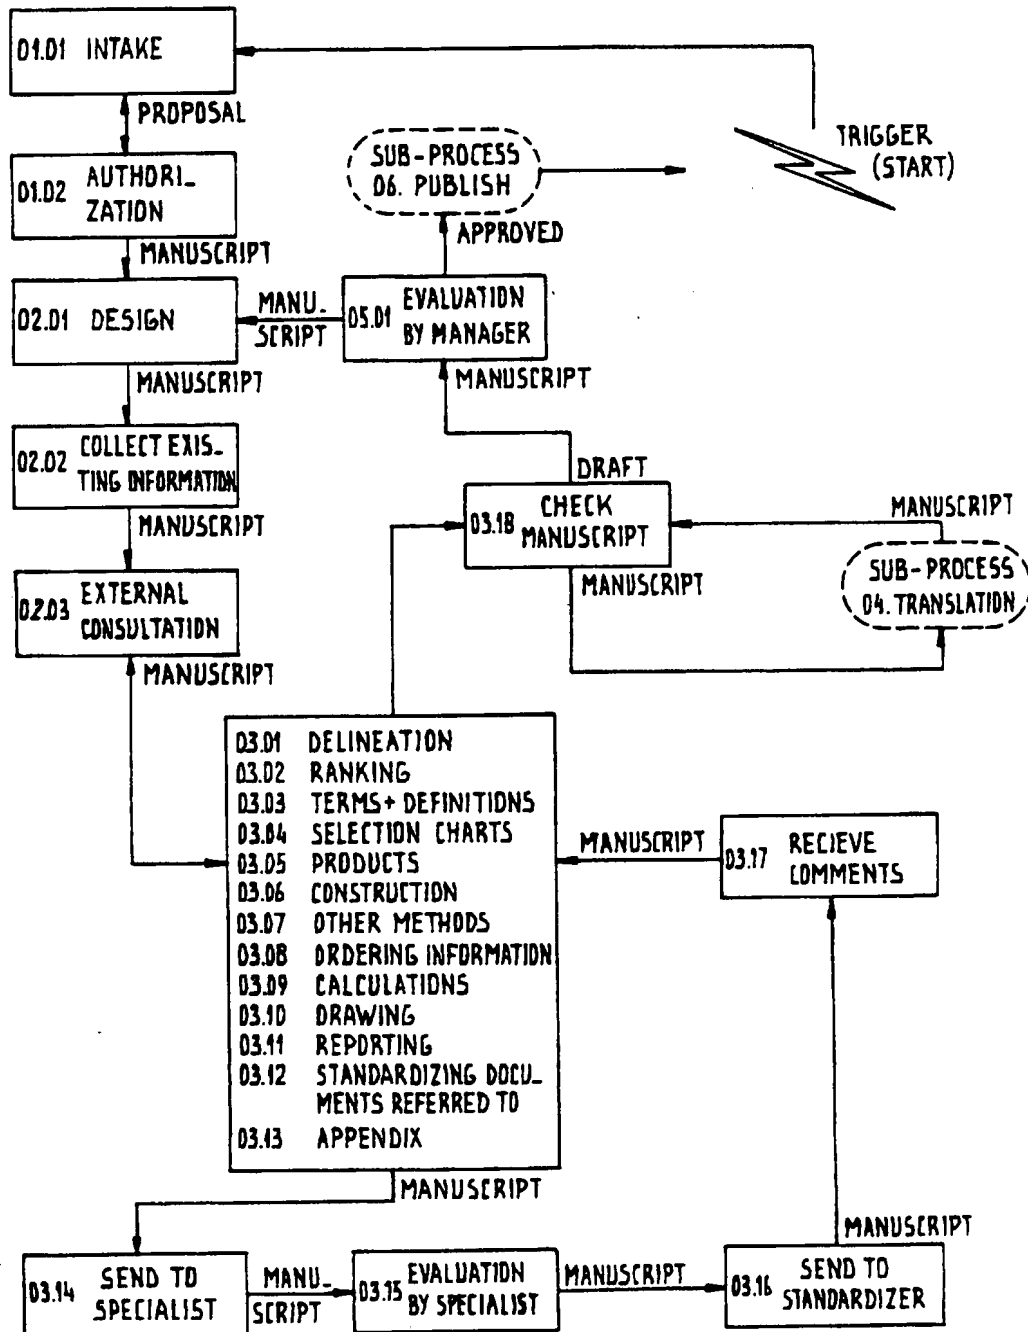 01.01 INTAKE
PROPOSAL
TRIGGER
(START)
SUB-PROCESS
06. PUBLISH
01.02 AUTHORI-
ZATION
APPROVED
MANUSCRIPT
02.01 DESIGN
MANU-
SCRIPT
05.01 EVALUATION
BY MANAGER
MANUSCRIPT
MANUSCRIPT
02.02 COLLECT EXIS-
TING INFORMATION
DRAFT
03.18 CHECK
MANUSCRIPT
MANUSCRIPT
MANUSCRIPT
SUB-PROCESS
04. TRANSLATION
MANUSCRIPT
02.03 EXTERNAL
CONSULTATION
MANUSCRIPT
03.01 DELINEATION
03.02 RANKING
03.03 TERMS+ DEFINITIONS
03.04 SELECTION CHARTS
03.05 PRODUCTS
03.06 CONSTRUCTION
03.07 OTHER METHODS
03.08 ORDERING INFORMATION
03.09 CALCULATIONS
03.10 DRAWING
03.11 REPORTING
03.12 STANDARDIZING DOCU-
MENTS REFERRED TO
03.13 APPENDIX
MANUSCRIPT
03.17 RECIEVE
COMMENTS
MANUSCRIPT
MANUSCRIPT
03.14 SEND TO
SPECIALIST
MANU-
SCRIPT
03.15 EVALUATION
BY SPECIALIST
MANUSCRIPT
03.16 SEND TO
STANDARDIZER